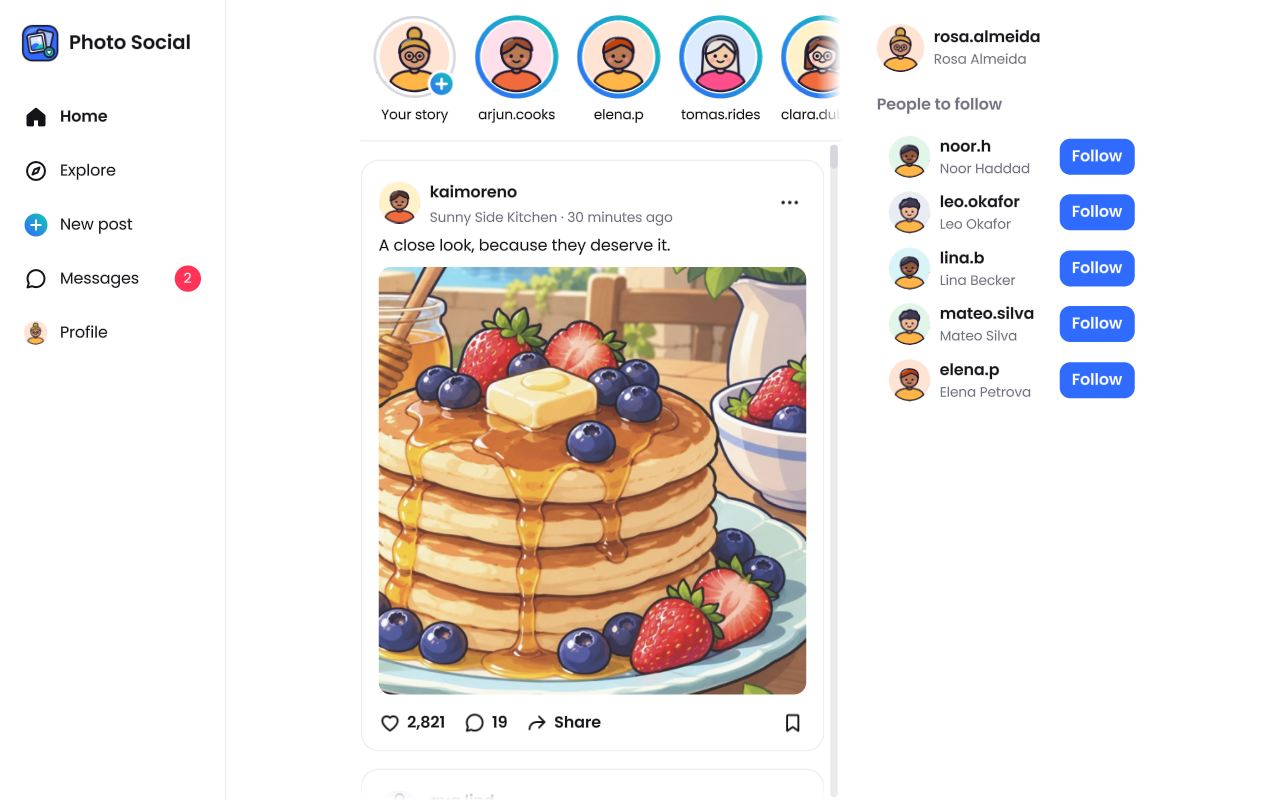 Photo Social
Home
Explore
New post
Messages
2
Profile
Your story
arjun.cooks
elena.p
tomas.rides
clara.du
kaimoreno
Sunny Side Kitchen · 30 minutes ago
A close look, because they deserve it.
2,821
19
Share
rosa.almeida
Rosa Almeida
People to follow
noor.h
Noor Haddad
Follow
leo.okafor
Leo Okafor
Follow
lina.b
Lina Becker
Follow
mateo.silva
Mateo Silva
Follow
elena.p
Elena Petrova
Follow